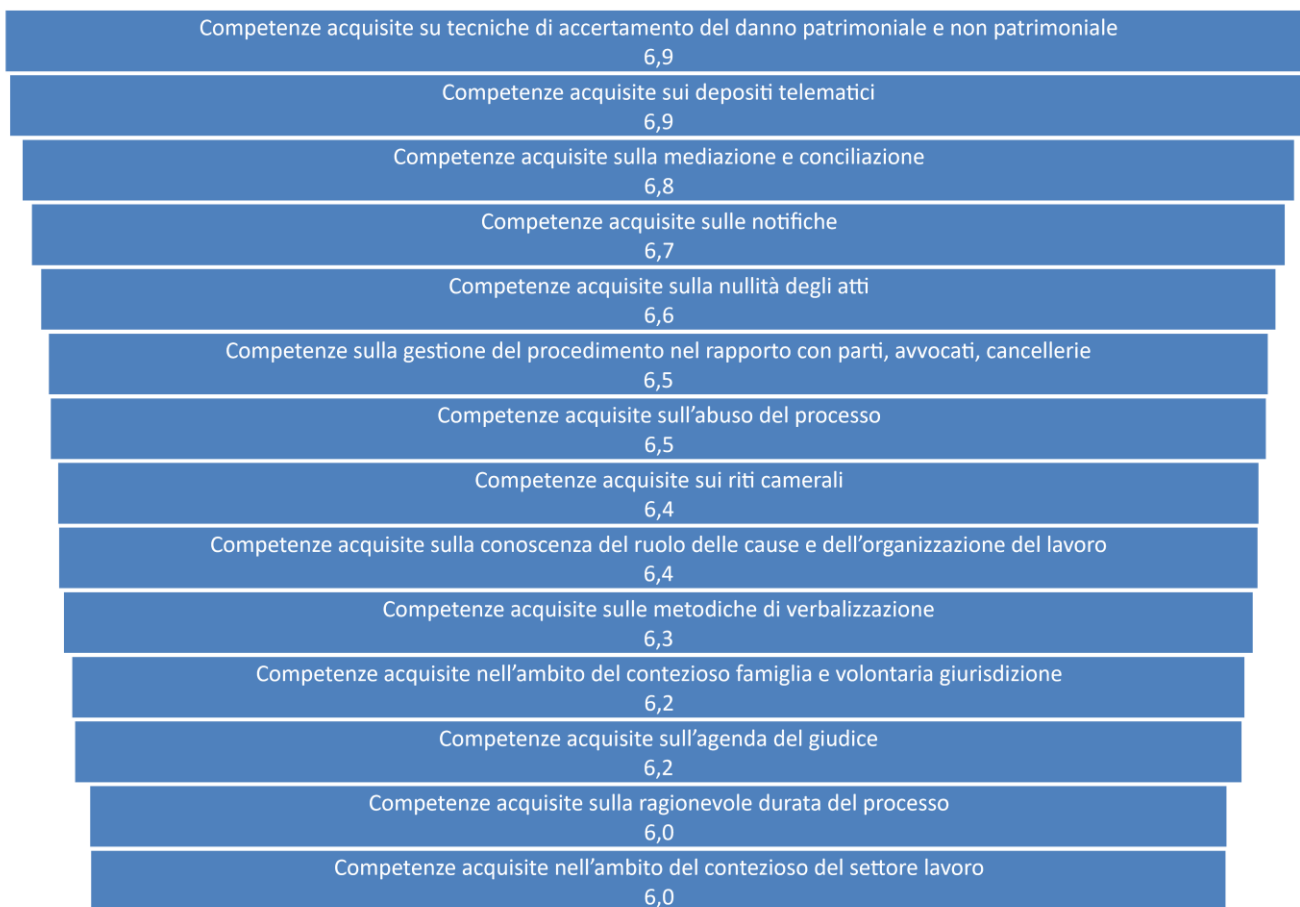 Competenze acquisite su tecniche di accertamento del danno patrimoniale e non patrimoniale
6,9
Competenze acquisite sui depositi telematici
6,9
Competenze acquisite sulla mediazione e conciliazione
6,8
Competenze acquisite sulle notifiche
6,7
Competenze acquisite sulla nullità degli atti
6,6
Competenze sulla gestione del procedimento nel rapporto con parti, avvocati, cancellerie
6,5
Competenze acquisite sull’abuso del processo
6,5
Competenze acquisite sui riti camerali
6,4
Competenze acquisite sulla conoscenza del ruolo delle cause e dell’organizzazione del lavoro
6,4
Competenze acquisite sulle metodiche di verbalizzazione
6,3
Competenze acquisite nell’ambito del contezioso famiglia e volontaria giurisdizione
6,2
Competenze acquisite sull’agenda del giudice
6,2
Competenze acquisite sulla ragionevole durata del processo
6,0
Competenze acquisite nell’ambito del contezioso del settore lavoro
6,0